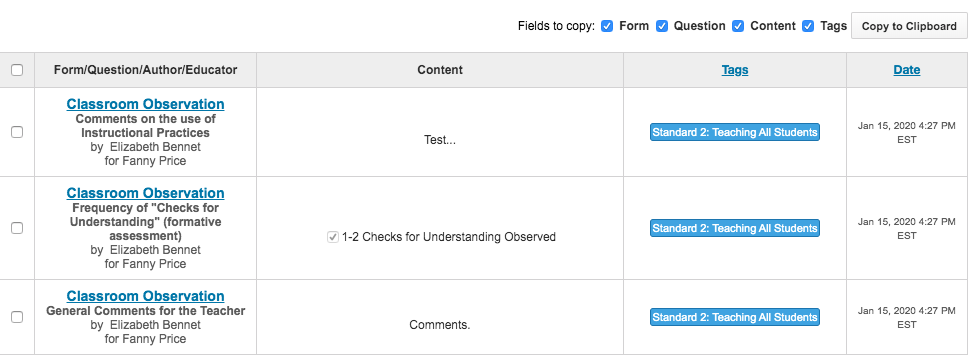 Fields to copy: Form Question Content Tags Copy to Clipboard
Form/Question/Author/Educator Content Tags Date
Classroom Observation
Comments on the use of
Instructional Practices
by Elizabeth Bennet
for Fanny Price
Test...
Standard 2: Teaching All Students
Jan 15, 2020 4:27 PM
EST
Classroom Observation
Frequency of "Checks for
Understanding" (formative
assessment)
by Elizabeth Bennet
for Fanny Price
1-2 Checks for Understanding Observed
Standard 2: Teaching All Students
Jan 15, 2020 4:27 PM
EST
Classroom Observation
General Comments for the Teacher
by Elizabeth Bennet
for Fanny Price
Comments.
Standard 2: Teaching All Students
Jan 15, 2020 4:27 PM
EST